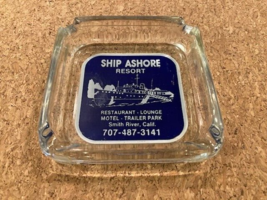 SHIP ASHORE
RESORT
RESTAURANT - LOUNGE
MOTEL - TRAILER PARK
Smith River, Calif.
707-487-3141